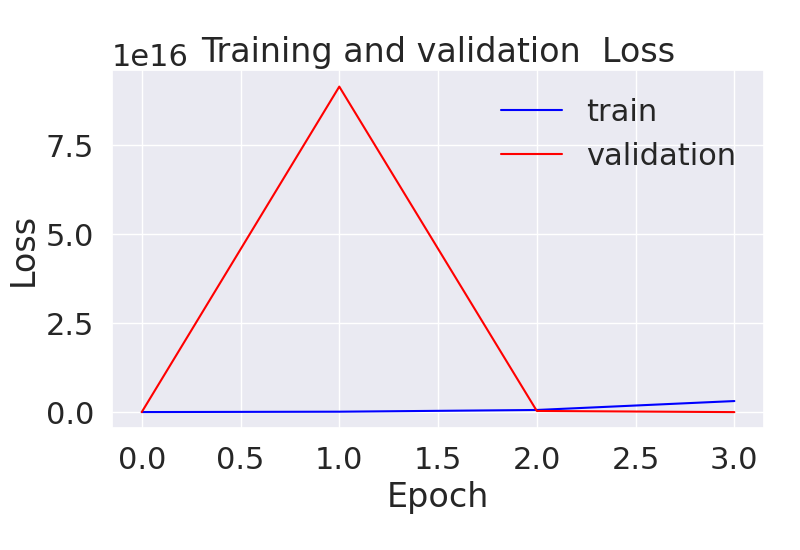 1e16 Training and validation  Loss
train
validation
7.5
5.0
2.5
0.0
Loss
0.0 0.5 1.0 1.5 2.0 2.5 3.0
Epoch